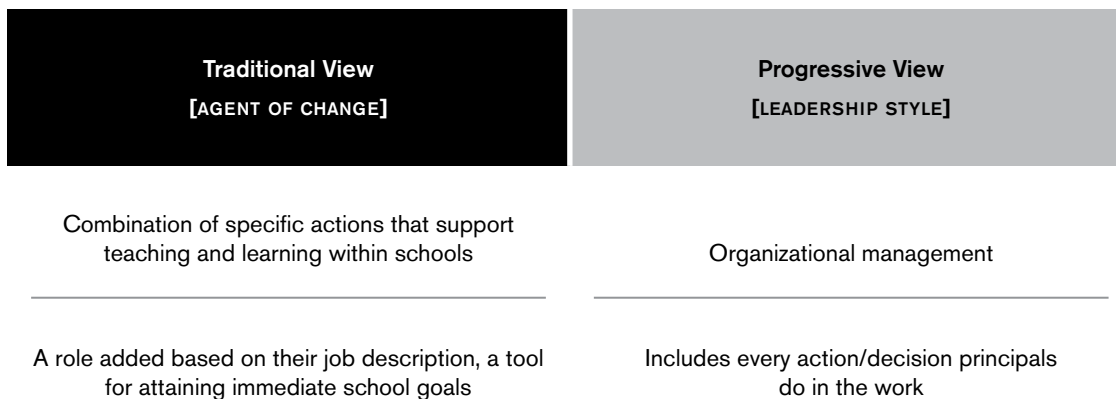 Traditional View
[AGENT OF CHANGE]
Progressive View
[LEADERSHIP STYLE]
Combination of specific actions that support
teaching and learning within schools
Organizational management
A role added based on their job description, a tool
for attaining immediate school goals
Includes every action/decision principals
do in the work